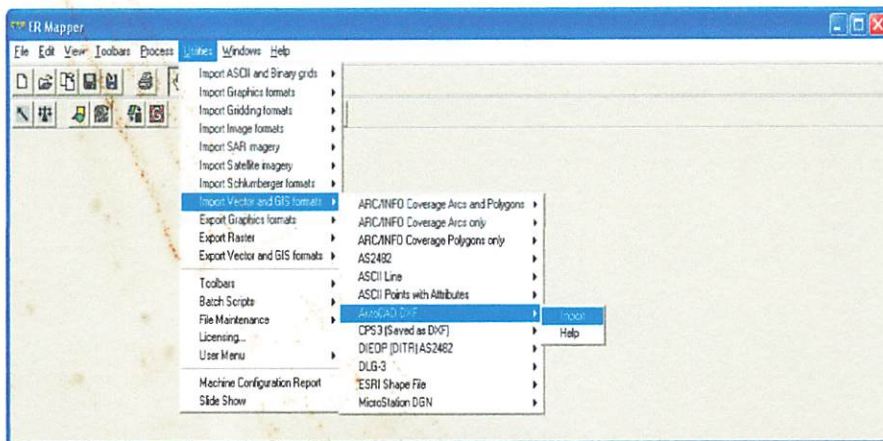 ER Mapper
File Edit View Toolbars Process Utilities Windows Help
Import ASCII and Binary grids
Import Graphics formats
Import Gridding formats
Import Image formats
Import SAR imagery
Import Satellite imagery
Import Schlumberger formats
Import Vector and GIS formats
Export Graphics formats
Export Raster
Export Vector and GIS formats
Toolbars
Batch Scripts
File Maintenance
Licensing...
User Menu
Machine Configuration Report
Slide Show
ARC/INFO Coverage Arcs and Polygons
ARC/INFO Coverage Arcs only
ARC/INFO Coverage Polygons only
AS2482
ASCII Line
ASCII Points with Attributes
AutoCAD DXF
CPS3 (Saved as DXF)
DIEOP (DITR) AS2482
DLG-3
ESRI Shape File
MicroStation DGN
Import
Help